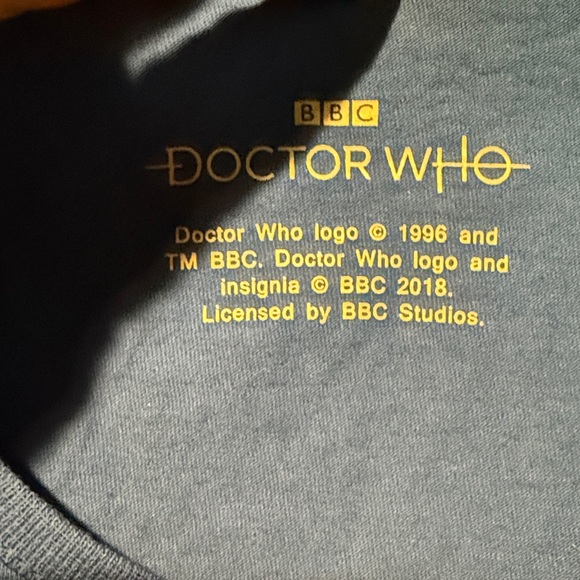 BBC
DOCTOR WHO
Doctor Who logo © 1996 and
TM BBC. Doctor Who logo and
insignia © BBC 2018.
Licensed by BBC Studios.